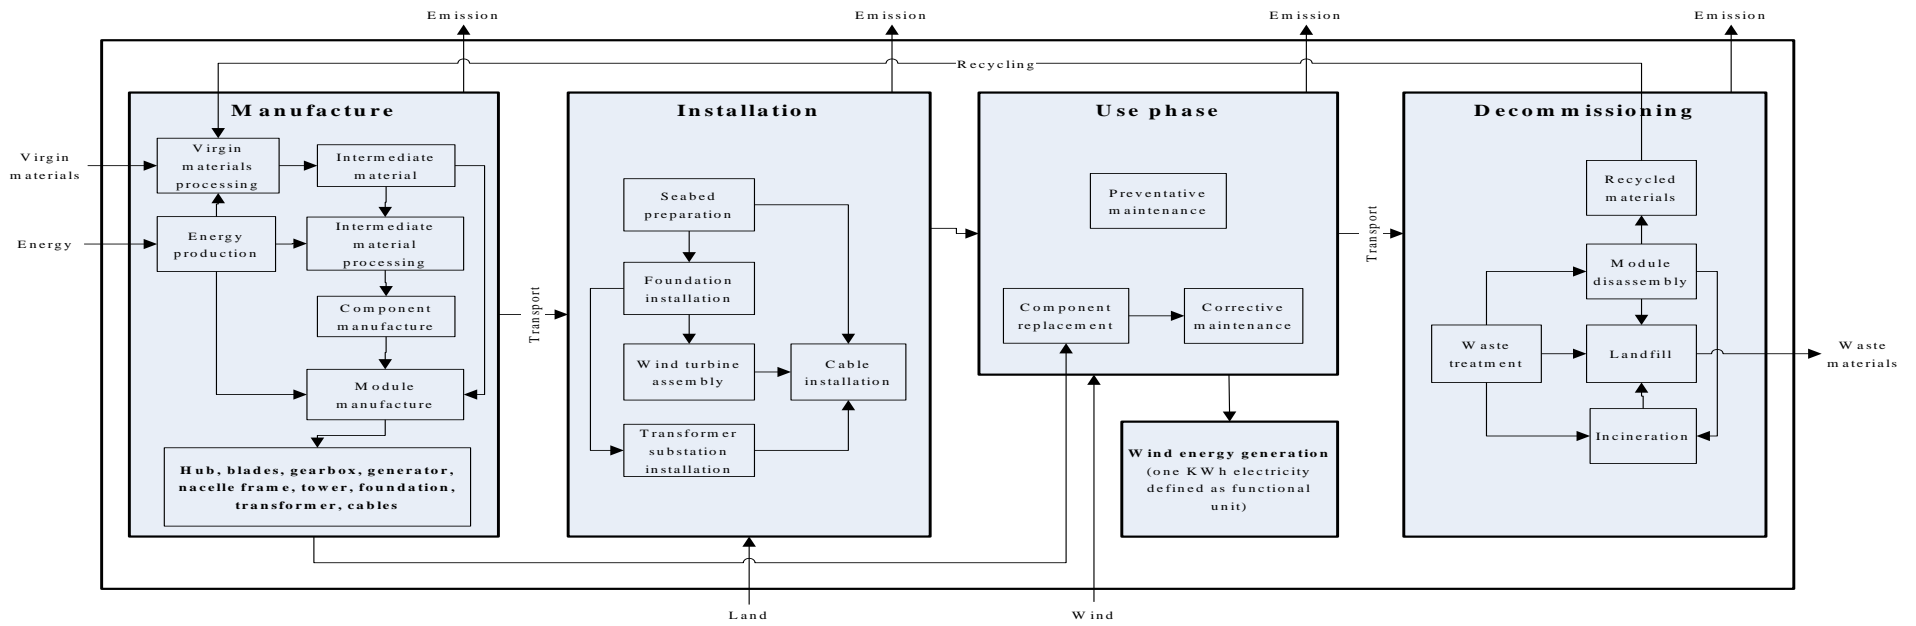 Emission
Emission
Emission
Emission
Recycling
Manufacture
Installation
Use phase
Decommissioning
Virgin
materials
Energy
Virgin
materials
processing
Intermediate
material
Energy
production
Intermediate
material
processing
Component
manufacture
Module
manufacture
Hub, blades, gearbox, generator,
nacelle frame, tower, foundation,
transformer, cables
Transport
Seabed
preparation
Foundation
installation
Wind turbine
assembly
Cable
installation
Transformer
substation
installation
Preventative
maintenance
Component
replacement
Corrective
maintenance
Wind energy generation
(one KWh electricity
defined as functional
unit)
Transport
Recycled
materials
Module
disassembly
Waste
treatment
Landfill
Incineration
Waste
materials
Land
Wind